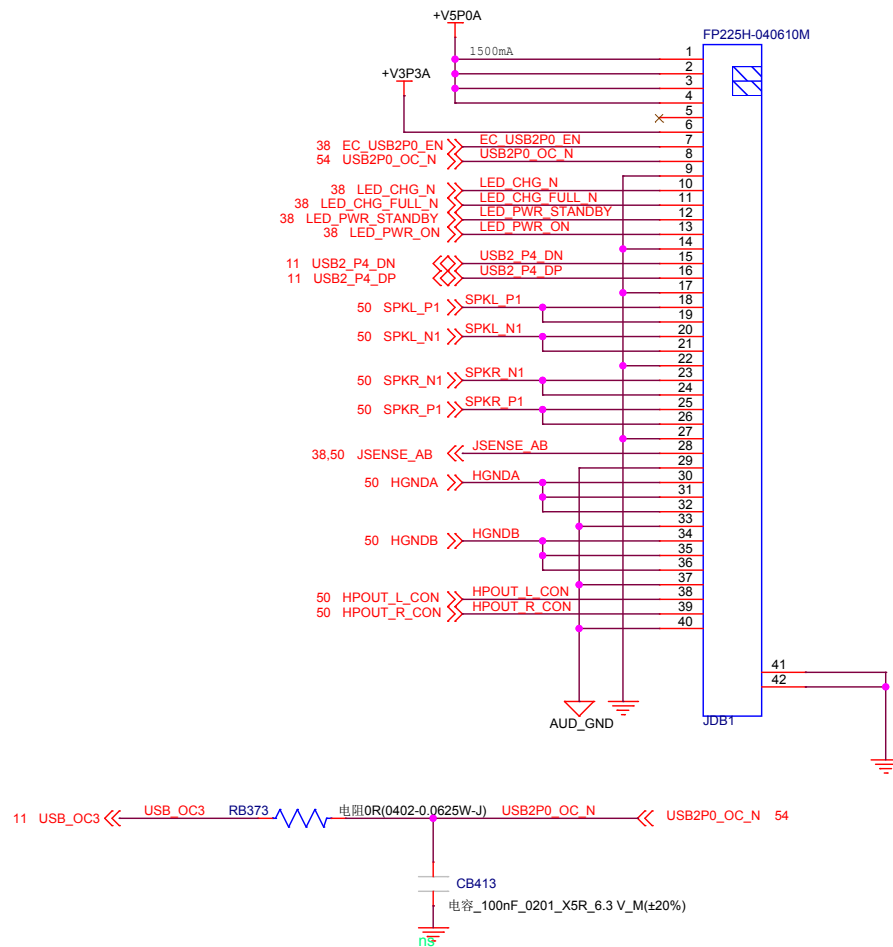 +V5P0A
FP225H-040610M
1500mA
1
2
3
+V3P3A
4
5
6
38 EC_USB2P0_EN EC_USB2P0_EN 7
54 USB2P0_OC_N USB2P0_OC_N 8
9
38 LED_CHG_N LED_CHG_N 10
38 LED_CHG_FULL_N LED_CHG_FULL_N 11
38 LED_PWR_STANDBY LED_PWR_STANDBY 12
38 LED_PWR_ON LED_PWR_ON 13
14
11 USB2_P4_DN USB2_P4_DN 15
11 USB2_P4_DP USB2_P4_DP 16
17
50 SPKL_P1 SPKL_P1 18
19
50 SPKL_N1 SPKL_N1 20
21
22
50 SPKR_N1 SPKR_N1 23
24
50 SPKR_P1 SPKR_P1 25
26
27
38,50 JSENSE_AB JSENSE_AB 28
29
50 HGNDA HGNDA 30
31
32
33
50 HGNDB HGNDB 34
35
36
37
50 HPOUT_L_CON HPOUT_L_CON 38
50 HPOUT_R_CON HPOUT_R_CON 39
40
41
42
AUD_GND
JDB1
11 USB_OC3 USB_OC3 RB373 电阻0R(0402-0.0625W-J) USB2P0_OC_N USB2P0_OC_N 54
CB413
电容_100nF_0201_X5R_6.3 V_M(±20%)
ns